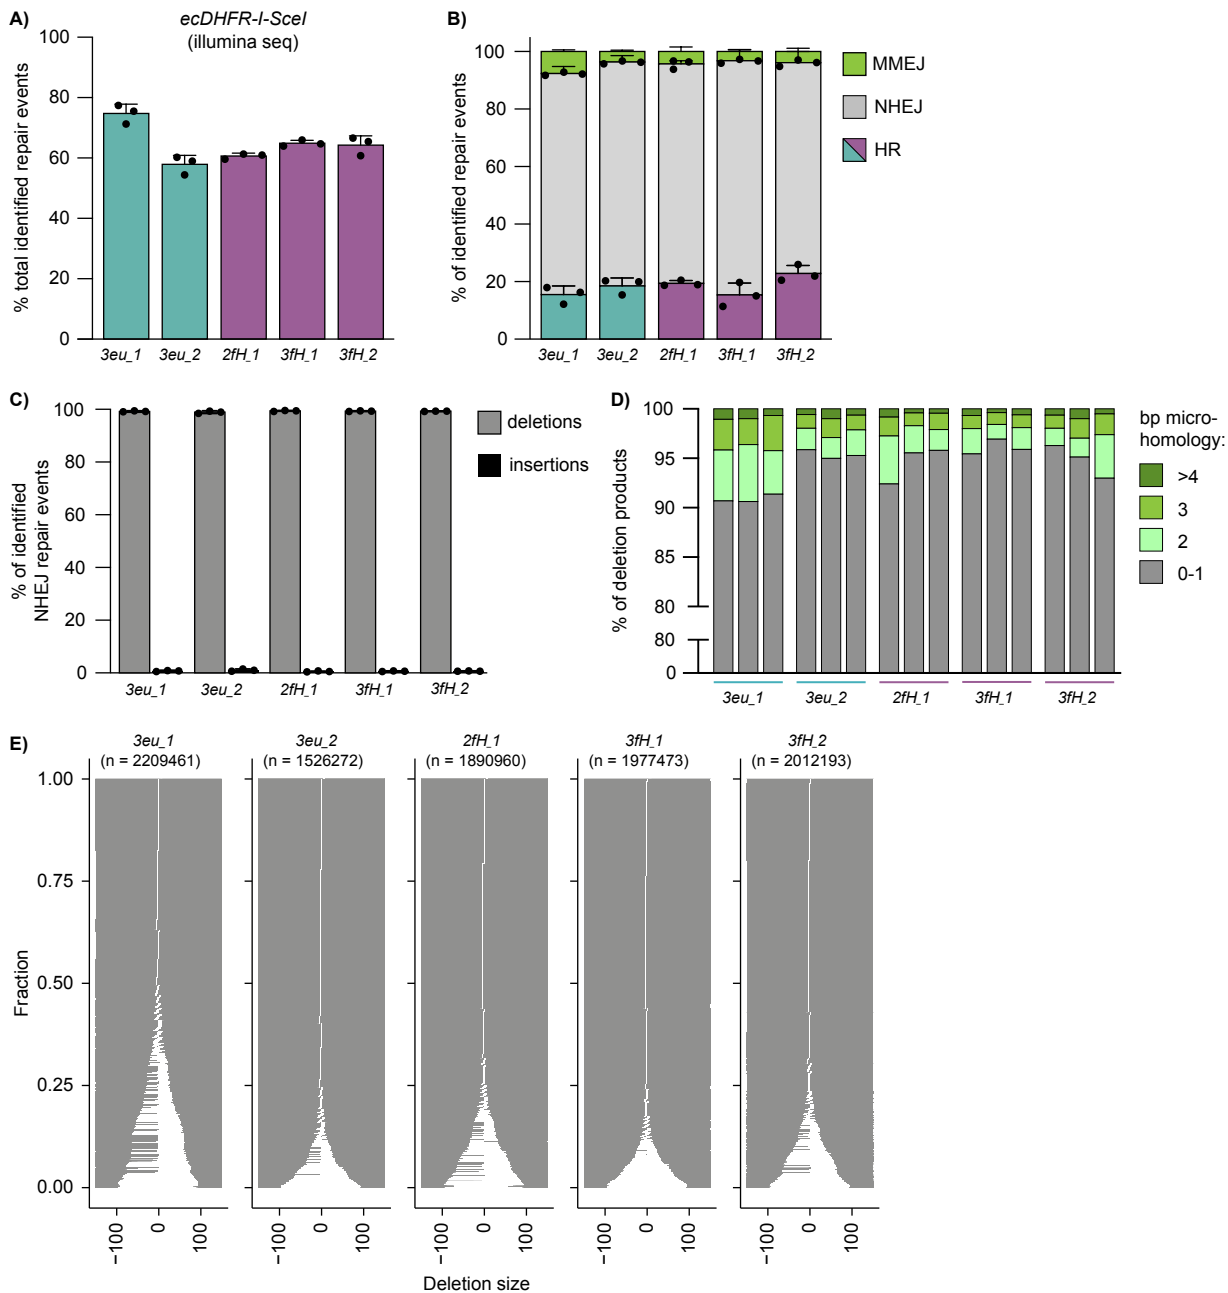 A)
ecDHFR-I-SceI
(illumina seq)
% total identified repair events
100
80
60
40
20
0
3eu_1
3eu_2
2fH_1
3fH_1
3fH_2
B)
% of identified repair events
100
80
60
40
20
0
3eu_1
3eu_2
2fH_1
3fH_1
3fH_2
MMEJ
NHEJ
HR
C)
% of identified
NHEJ repair events
100
80
60
40
20
0
3eu_1
3eu_2
2fH_1
3fH_1
3fH_2
deletions
insertions
D)
% of deletion products
100
95
90
85
80
80
0
3eu_1
3eu_2
2fH_1
3fH_1
3fH_2
bp micro-
homology:
>4
3
2
0-1
E)
3eu_1
(n = 2209461)
3eu_2
(n = 1526272)
2fH_1
(n = 1890960)
3fH_1
(n = 1977473)
3fH_2
(n = 2012193)
Fraction
1.00
0.75
0.50
0.25
0.00
−100
0
100
−100
0
100
−100
0
100
−100
0
100
−100
0
100
Deletion size